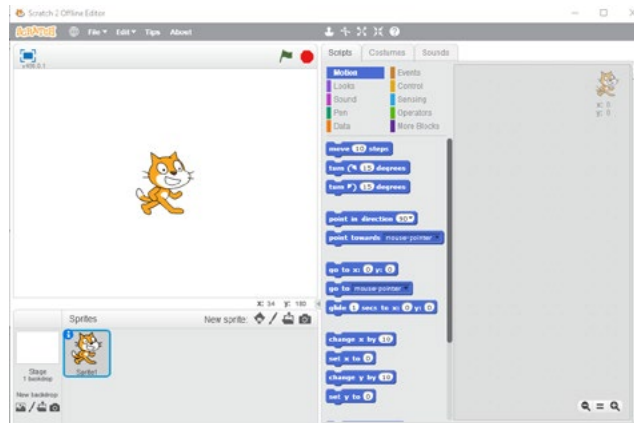 Scratch 2 Offline Editor
SCRATCH File Edit Tips About
v456.0.1
Scripts Costumes Sounds
Motion Events
Looks Control
Sound Sensing
Pen Operators
Data More Blocks
x: 0
y: 0
move 10 steps
turn 15 degrees
turn 15 degrees
point in direction 90
point towards mouse-pointer
go to x: 0 y: 0
go to mouse-pointer
glide 1 secs to x: 0 y: 0
change x by 10
set x to 0
change y by 10
set y to 0
x: 34 y: 180
Sprites New sprite:
Stage
1 backdrop
Sprite1
New backdrop